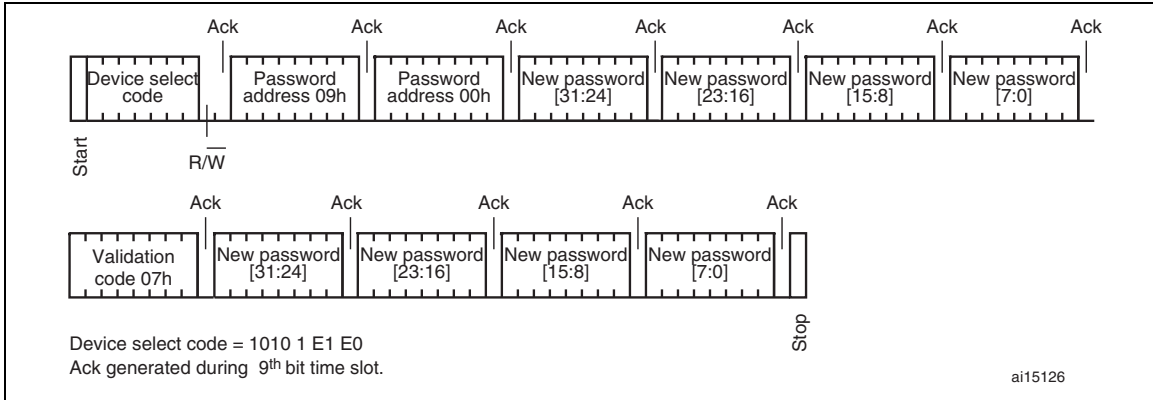 Ack Ack Ack Ack Ack Ack Ack
Device select code
Password address 09h
Password address 00h
New password [31:24]
New password [23:16]
New password [15:8]
New password [7:0]
Start
R/W̅
Ack Ack Ack Ack Ack
Validation code 07h
New password [31:24]
New password [23:16]
New password [15:8]
New password [7:0]
Stop
Device select code = 1010 1 E1 E0
Ack generated during 9th bit time slot.
ai15126